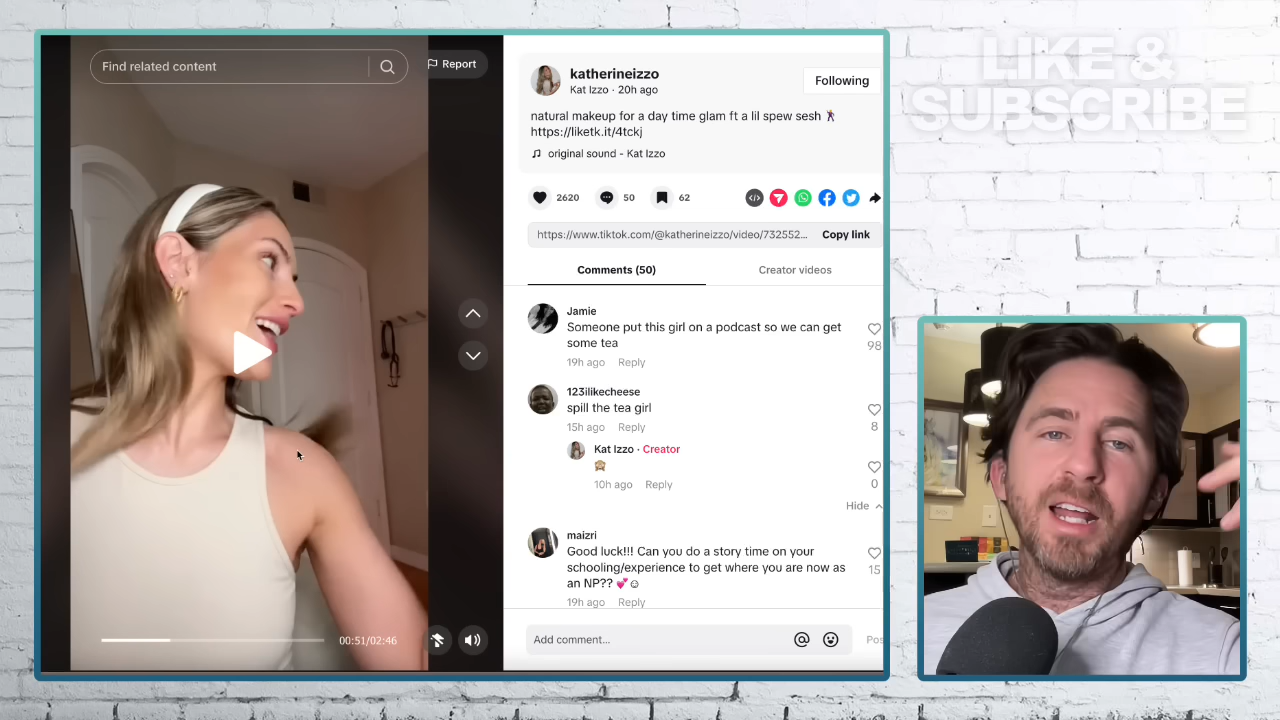 Find related content
Report
katherineizzo
Kat Izzo · 20h ago
Following
natural makeup for a day time glam ft a lil spew sesh
https://liketk.it/4tckj
original sound - Kat Izzo
2620
50
62
https://www.tiktok.com/@katherineizzo/video/732552...
Copy link
Comments (50)
Creator videos
Jamie
Someone put this girl on a podcast so we can get
some tea
19h ago Reply
98
123ilikecheese
spill the tea girl
15h ago Reply
8
Kat Izzo · Creator
🙈
10h ago Reply
0
Hide
maizri
Good luck!!! Can you do a story time on your
schooling/experience to get where you are now as
an NP?? 💕☺
19h ago Reply
15
Add comment...
Pos
00:51/02:46
LIKE &
SUBSCRIBE